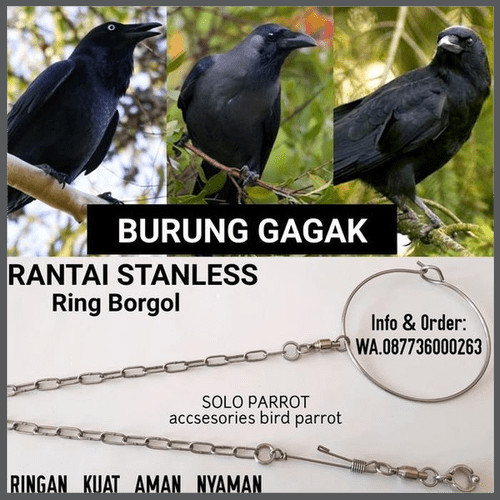 BURUNG GAGAK
RANTAI STANLESS
Ring Borgol
Info & Order:
WA.087736000263
SOLO PARROT
accsesories bird parrot
RINGAN KUAT AMAN NYAMAN